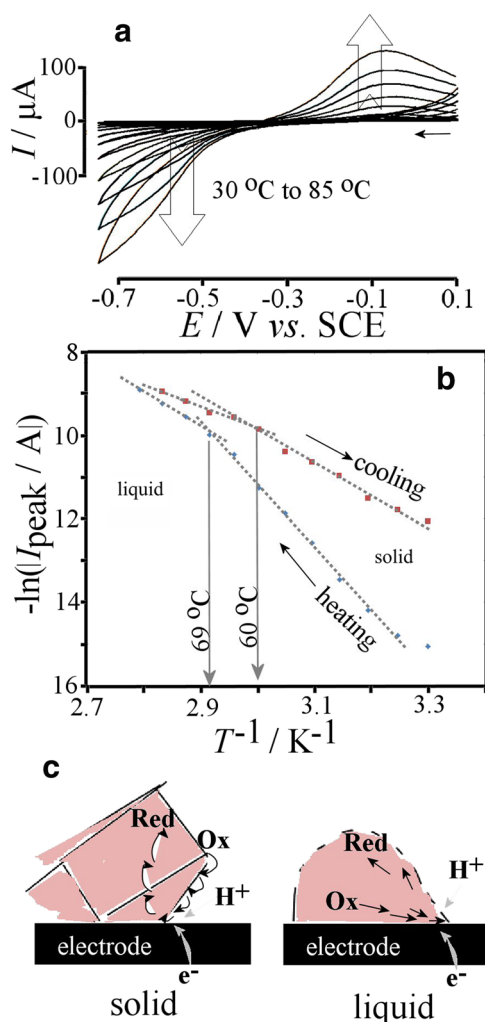 a
100
0
-100
I / μA
30 °C to 85 °C
-0.7 -0.5 -0.3 -0.1 0.1
E / V vs. SCE
b
8
10
12
14
16
-ln(|Ipeak / A|)
liquid
cooling
solid
heating
69 °C
60 °C
2.7 2.9 3.1 3.3
T-1 / K-1
c
Red
Ox
H+
electrode
e-
solid
Red
Ox
H+
electrode
e-
liquid